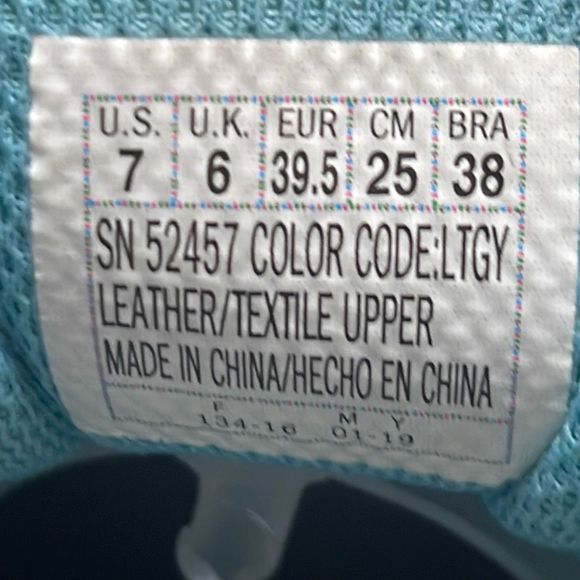 U.S. U.K. EUR CM BRA
7 6 39.5 25 38
SN 52457 COLOR CODE:LTGY
LEATHER/TEXTILE UPPER
MADE IN CHINA/HECHO EN CHINA
F M Y
134-16 01-19